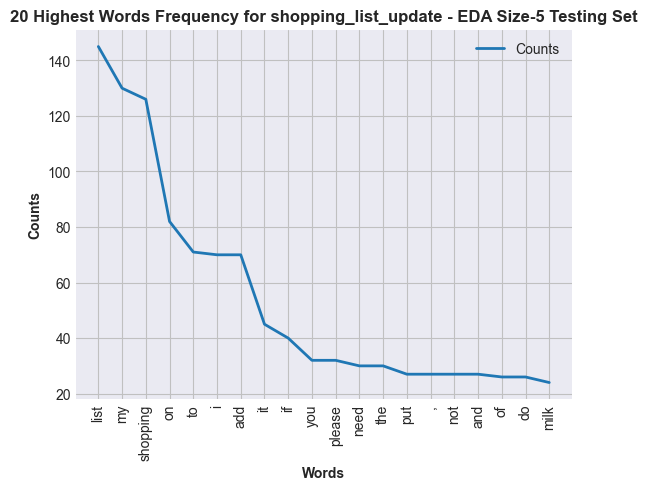 20 Highest Words Frequency for shopping_list_update - EDA Size-5 Testing Set
Counts
140
120
100
80
60
40
20
Counts
list
my
shopping
on
to
i
add
it
if
you
please
need
the
put
,
not
and
of
do
milk
Words